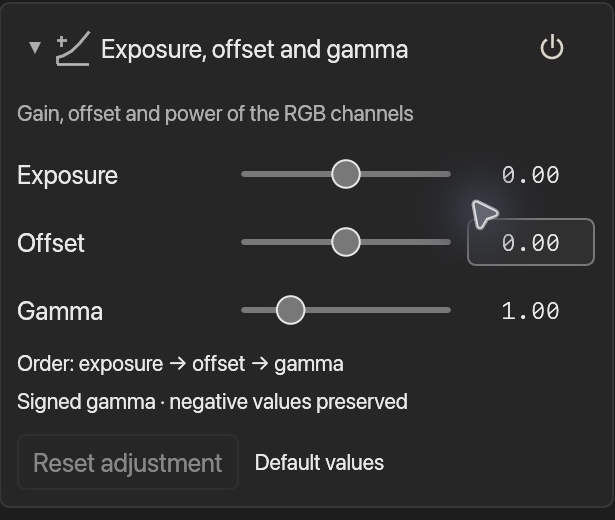 Exposure, offset and gamma
Gain, offset and power of the RGB channels
Exposure 0.00
Offset 0.00
Gamma 1.00
Order: exposure → offset → gamma
Signed gamma · negative values preserved
Reset adjustment Default values